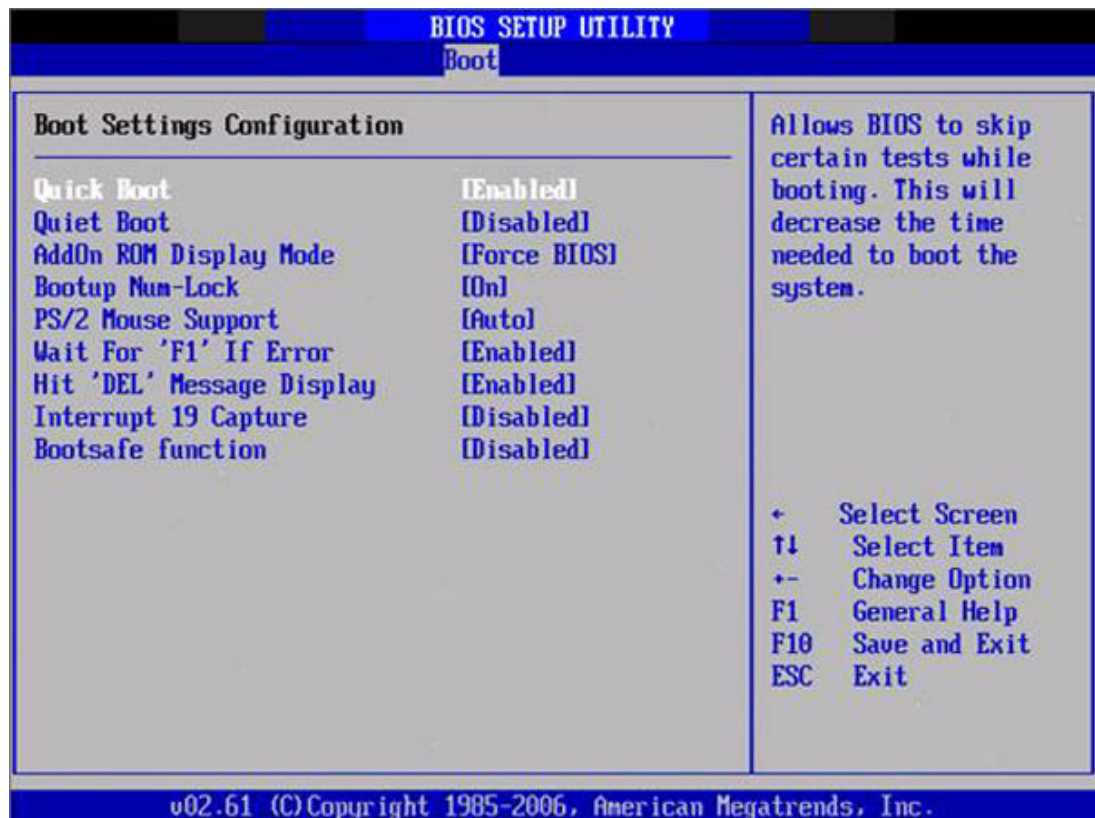 BIOS SETUP UTILITY
Boot
Boot Settings Configuration
Quick Boot [Enabled]
Quiet Boot [Disabled]
AddOn ROM Display Mode [Force BIOS]
Bootup Num-Lock [On]
PS/2 Mouse Support [Auto]
Wait For 'F1' If Error [Enabled]
Hit 'DEL' Message Display [Enabled]
Interrupt 19 Capture [Disabled]
Bootsafe function [Disabled]
Allows BIOS to skip
certain tests while
booting. This will
decrease the time
needed to boot the
system.
← Select Screen
↑↓ Select Item
+- Change Option
F1 General Help
F10 Save and Exit
ESC Exit
v02.61 (C)Copyright 1985-2006, American Megatrends, Inc.